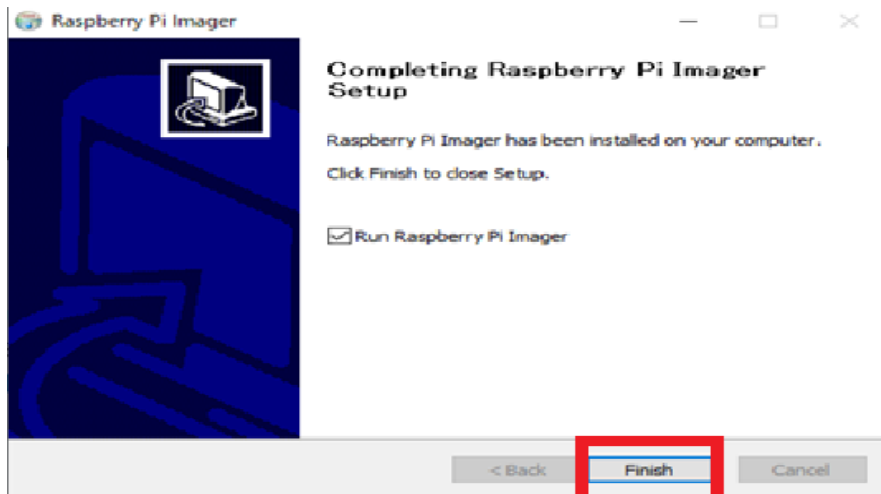 Raspberry Pi Imager
Completing Raspberry Pi Imager
Setup
Raspberry Pi Imager has been installed on your computer.
Click Finish to close Setup.
Run Raspberry Pi Imager
< Back
Finish
Cancel